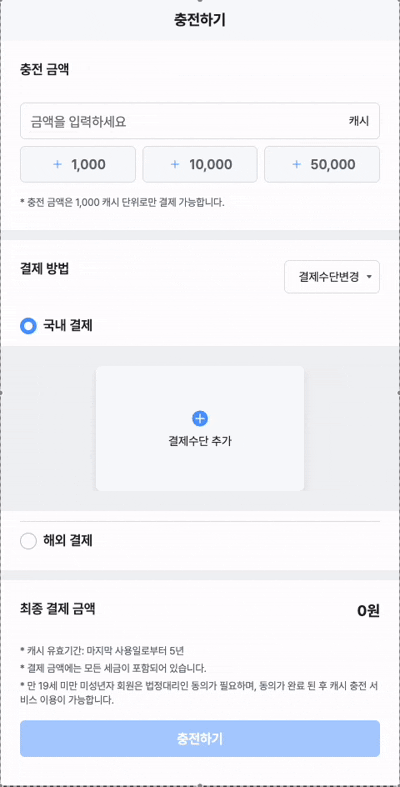 충전하기
충전 금액
금액을 입력하세요 캐시
+ 1,000 + 10,000 + 50,000
* 충전 금액은 1,000 캐시 단위로만 결제 가능합니다.
결제 방법 결제수단변경
국내 결제
결제수단 추가
해외 결제
최종 결제 금액 0원
* 캐시 유효기간: 마지막 사용일로부터 5년
* 결제 금액에는 모든 세금이 포함되어 있습니다.
* 만 19세 미만 미성년자 회원은 법정대리인 동의가 필요하며, 동의가 완료 된 후 캐시 충전 서
비스 이용이 가능합니다.
충전하기